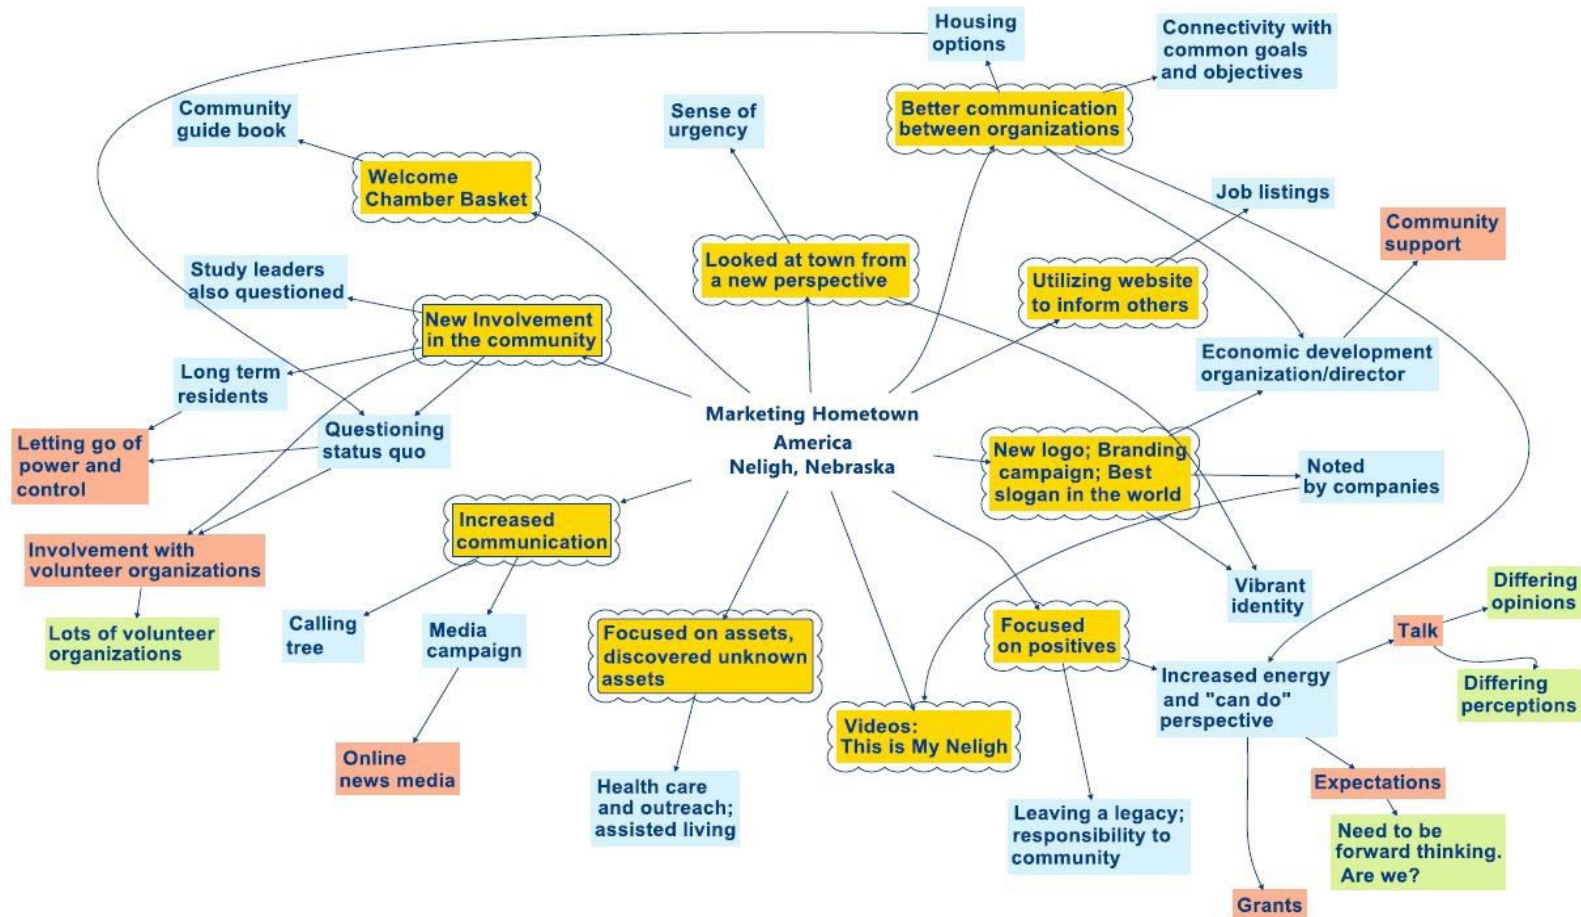 Housing
options
Connectivity with
common goals
and objectives
Community
guide book
Sense of
urgency
Better communication
between organizations
Welcome
Chamber Basket
Job listings
Community
support
Study leaders
also questioned
Looked at town from
a new perspective
Utilizing website
to inform others
New Involvement
in the community
Economic development
organization/director
Long term
residents
Marketing Hometown
America
Neligh, Nebraska
Letting go of
power and
control
Questioning
status quo
New logo; Branding
campaign; Best
slogan in the world
Noted
by companies
Increased
communication
Involvement with
volunteer organizations
Vibrant
identity
Differing
opinions
Calling
tree
Media
campaign
Focused on assets,
discovered unknown
assets
Focused
on positives
Talk
Lots of volunteer
organizations
Increased energy
and "can do"
perspective
Differing
perceptions
Videos:
This is My Neligh
Online
news media
Health care
and outreach;
assisted living
Expectations
Leaving a legacy;
responsibility to
community
Need to be
forward thinking.
Are we?
Grants